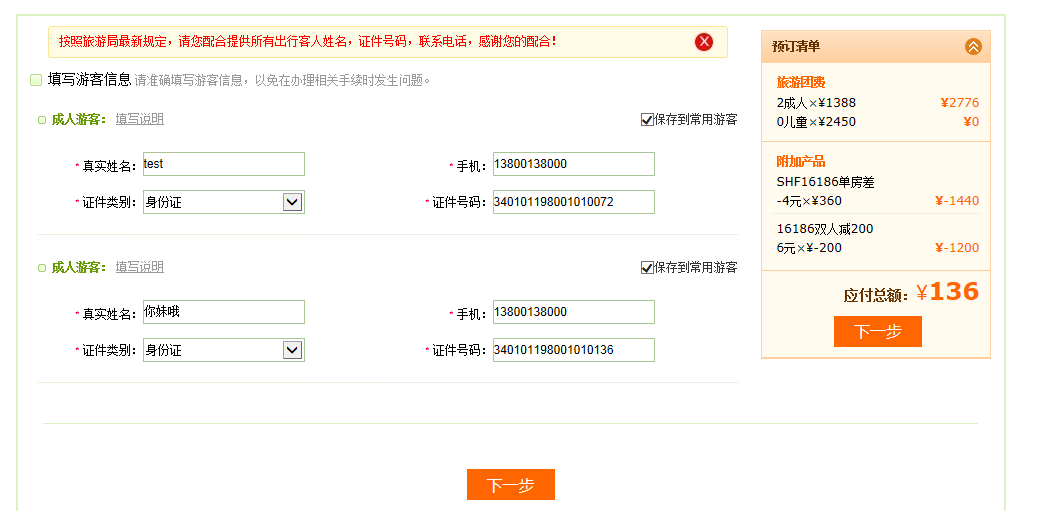 按照旅游局最新规定，请您配合提供所有出行客人姓名，证件号码，联系电话，感谢您的配合！
填写游客信息 请准确填写游客信息，以免在办理相关手续时发生问题。
成人游客： 填写说明 保存到常用游客
*真实姓名：test *手机：13800138000
*证件类别：身份证 *证件号码：340101198001010072
成人游客： 填写说明 保存到常用游客
*真实姓名：你妹哦 *手机：13800138000
*证件类别：身份证 *证件号码：340101198001010136
下一步
预订清单
旅游团费
2成人×¥1388 ¥2776
0儿童×¥2450 ¥0
附加产品
SHF16186单房差
-4元×¥360 ¥-1440
16186双人减200
6元×¥-200 ¥-1200
应付总额：¥136
下一步